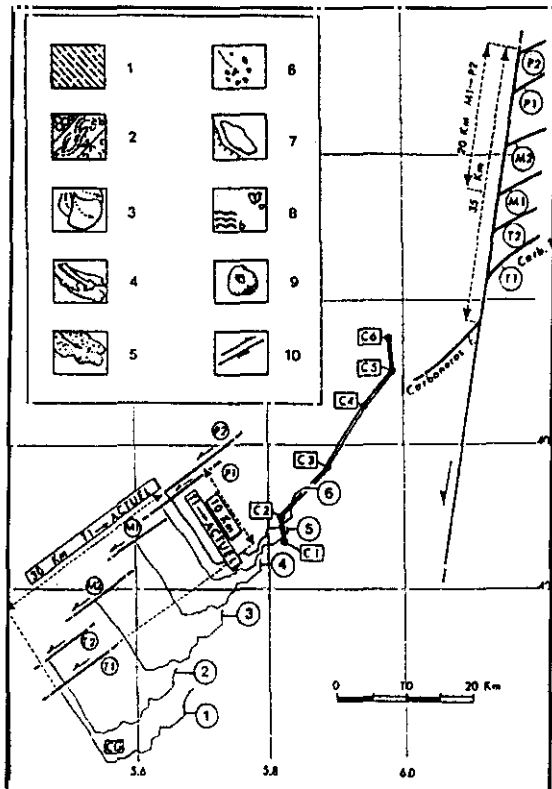 1
6
2
7
3
8
4
9
5
10
P2
P1
M2
M1
T2
T1
20 Km M1-P2
35 Km
Carboneras f.
C6
C5
C4
C3
C2
C1
P2
P1
M1
M2
T2
T1
30 Km T1→ACTUEL
10 Km
6
5
4
3
2
1
CG
0 10 20 Km
5.6
5.8
6.0